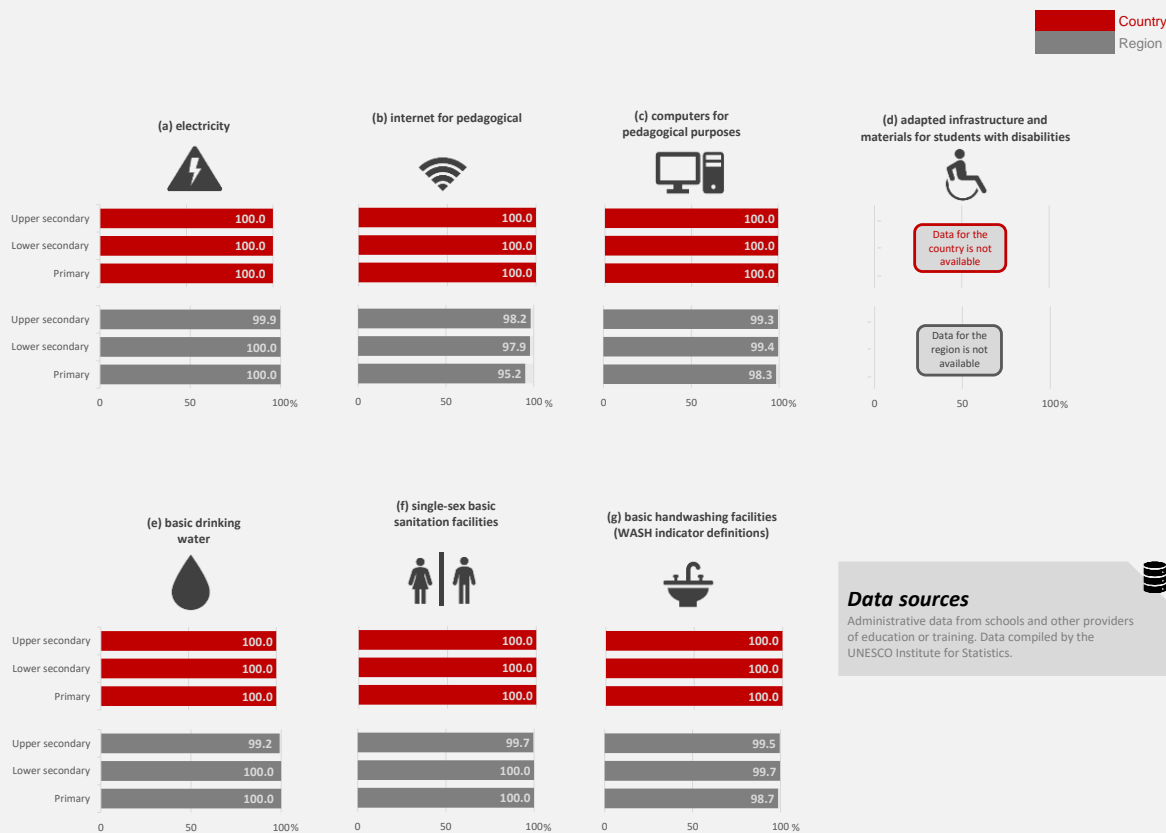 Country
Region
(a) electricity
(b) internet for pedagogical
(c) computers for
pedagogical purposes
(d) adapted infrastructure and
materials for students with disabilities
Upper secondary
100.0
100.0
100.0
Lower secondary
100.0
100.0
100.0
Primary
100.0
100.0
100.0
Data for the
country is not
available
Upper secondary
99.9
98.2
99.3
Lower secondary
100.0
97.9
99.4
Primary
100.0
95.2
98.3
Data for the
region is not
available
0 50 100%
0 50 100 %
0 50 100 %
0 50 100%
(e) basic drinking
water
(f) single-sex basic
sanitation facilities
(g) basic handwashing facilities
(WASH indicator definitions)
Upper secondary
100.0
100.0
100.0
Lower secondary
100.0
100.0
100.0
Primary
100.0
100.0
100.0
Upper secondary
99.2
99.7
99.5
Lower secondary
100.0
100.0
99.7
Primary
100.0
100.0
98.7
0 50 100%
0 50 100 %
0 50 100 %
Data sources
Administrative data from schools and other providers
of education or training. Data compiled by the
UNESCO Institute for Statistics.